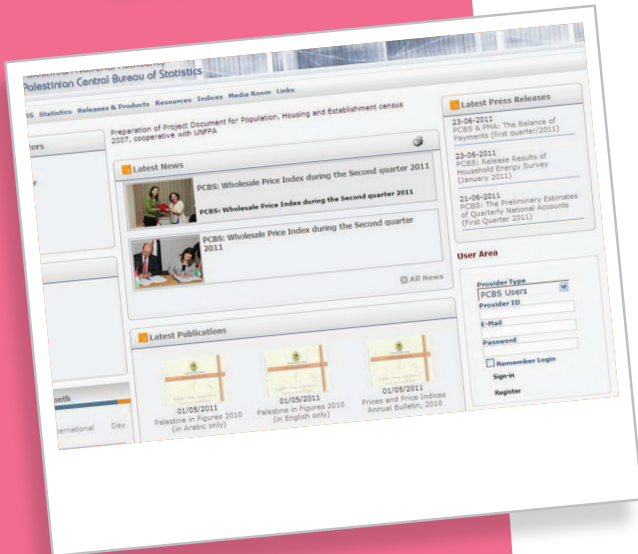 Palestinian National Authority
Palestinian Central Bureau of Statistics
Statistics Releases & Products Resources Indices Media Room Links
Preparation of Project Document for Population, Housing and Establishment census
2007, cooperative with UNFPA
Latest News
PCBS: Wholesale Price Index during the Second quarter 2011
PCBS: Wholesale Price Index during the Second quarter 2011
PCBS: Wholesale Price Index during the Second quarter
2011
All News
Latest Publications
01/05/2011
Palestine in Figures 2010
(in Arabic only)
01/05/2011
Palestine in Figures 2010
(in English only)
01/05/2011
Prices and Price Indices
Annual Bulletin, 2010
Latest Press Releases
23-06-2011
PCBS & PMA: The Balance of
Payments (first quarter/2011)
23-06-2011
PCBS: Release Results of
Household Energy Survey
(January 2011)
21-06-2011
PCBS: The Preliminary Estimates
of Quarterly National Accounts
(First Quarter 2011)
User Area
Provider Type
PCBS Users
Provider ID
E-Mail
Password
Remember Login
Sign-in
Register
Day